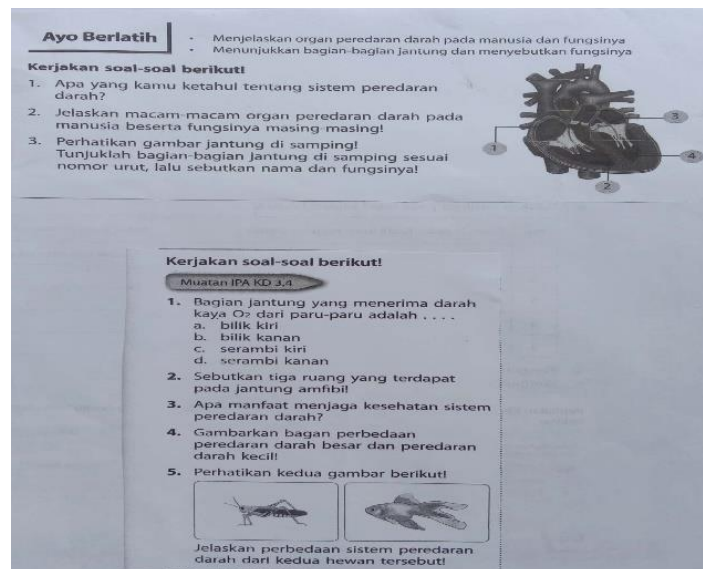 Ayo Berlatih
• Menjelaskan organ peredaran darah pada manusia dan fungsinya
• Menunjukkan bagian-bagian jantung dan menyebutkan fungsinya
Kerjakan soal-soal berikut!
1. Apa yang kamu ketahui tentang sistem peredaran
darah?
2. Jelaskan macam-macam organ peredaran darah pada
manusia beserta fungsinya masing-masing!
3. Perhatikan gambar jantung di samping!
Tunjuklah bagian-bagian jantung di samping sesuai
nomor urut, lalu sebutkan nama dan fungsinya!
1
3
4
2
Kerjakan soal-soal berikut!
Muatan IPA KD 3.4
1. Bagian jantung yang menerima darah
kaya O2 dari paru-paru adalah . . . .
a. bilik kiri
b. bilik kanan
c. serambi kiri
d. serambi kanan
2. Sebutkan tiga ruang yang terdapat
pada jantung amfibi!
3. Apa manfaat menjaga kesehatan sistem
peredaran darah?
4. Gambarkan bagan perbedaan
peredaran darah besar dan peredaran
darah kecil!
5. Perhatikan kedua gambar berikut!
Jelaskan perbedaan sistem peredaran
darah dari kedua hewan tersebut!